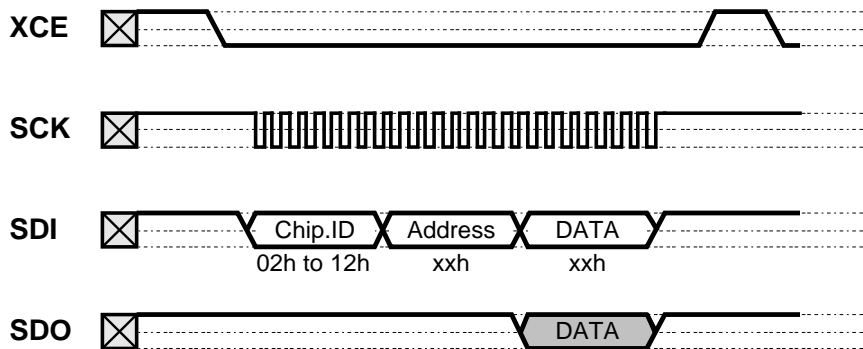 XCE
SCK
SDI
Chip.ID Address DATA
02h to 12h xxh xxh
SDO
DATA